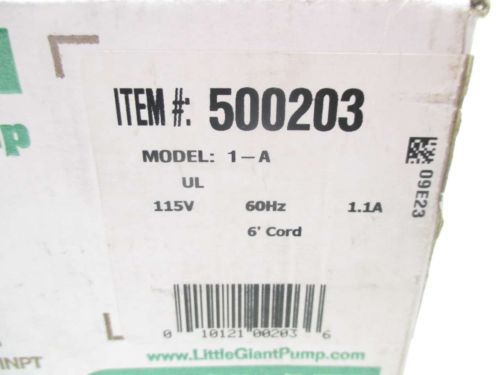 p
ITEM #: 500203
MODEL: 1-A
UL
115V 60Hz 1.1A
6' Cord
09E23
0 10121 00203 6
www.LittleGiantPump.com
INPT